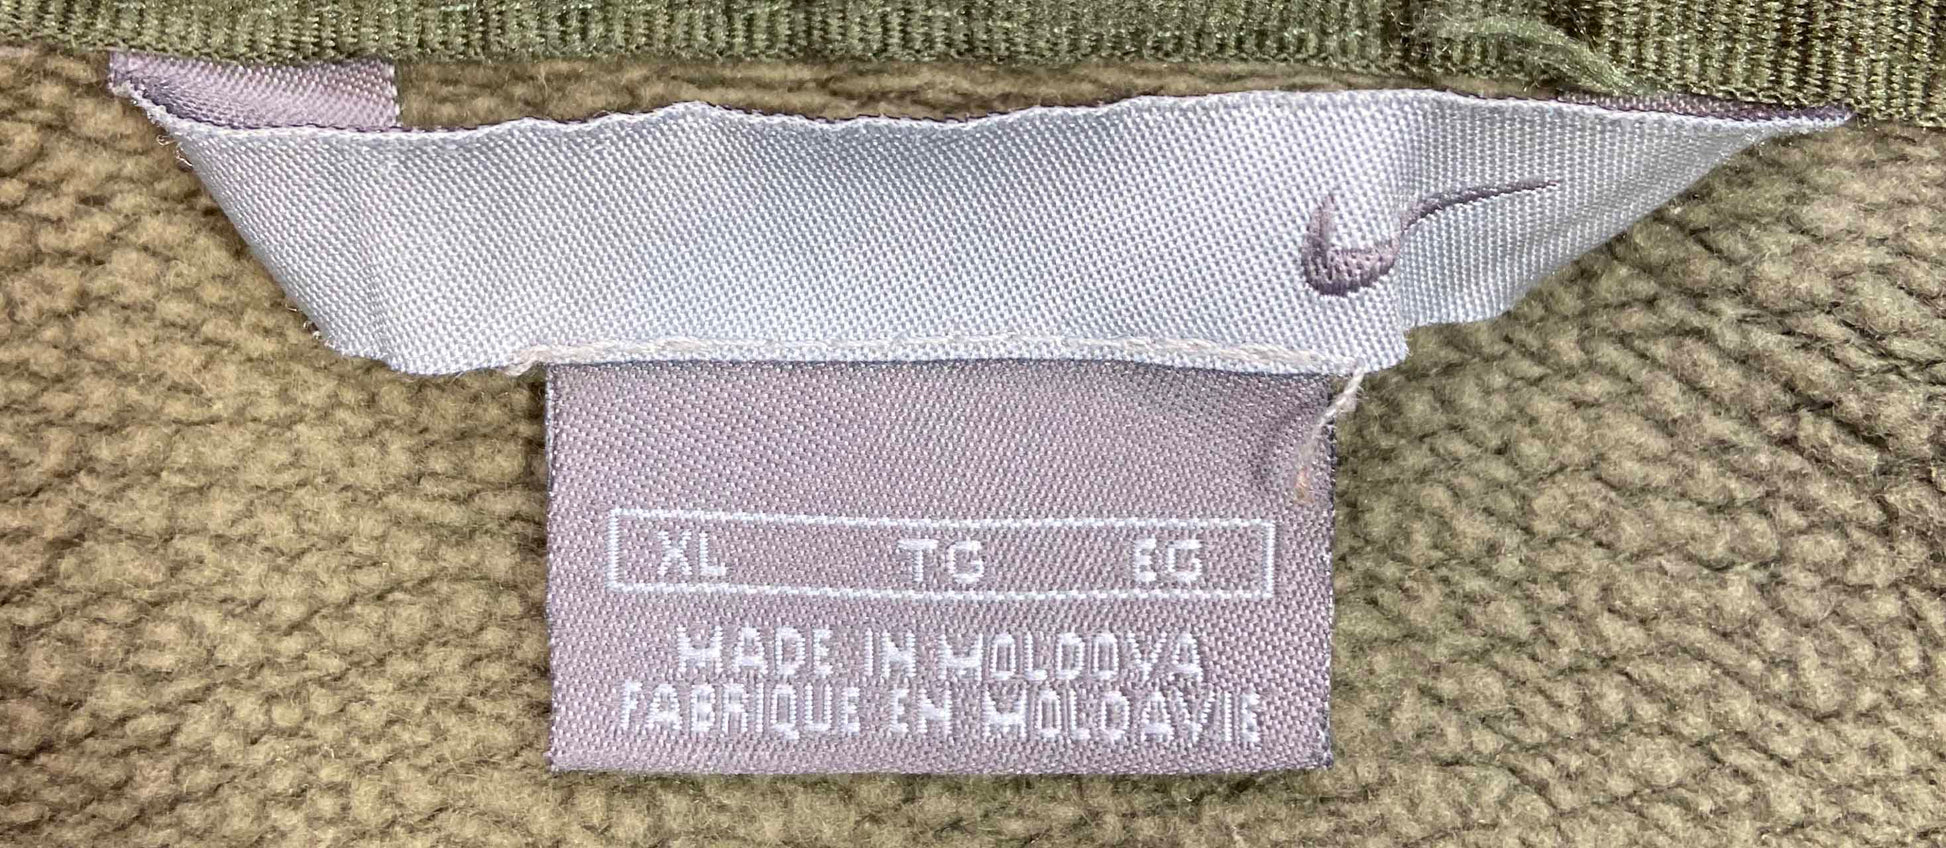 XL TG EG
MADE IN MOLDOVA
FABRIQUE EN MOLDAVIE